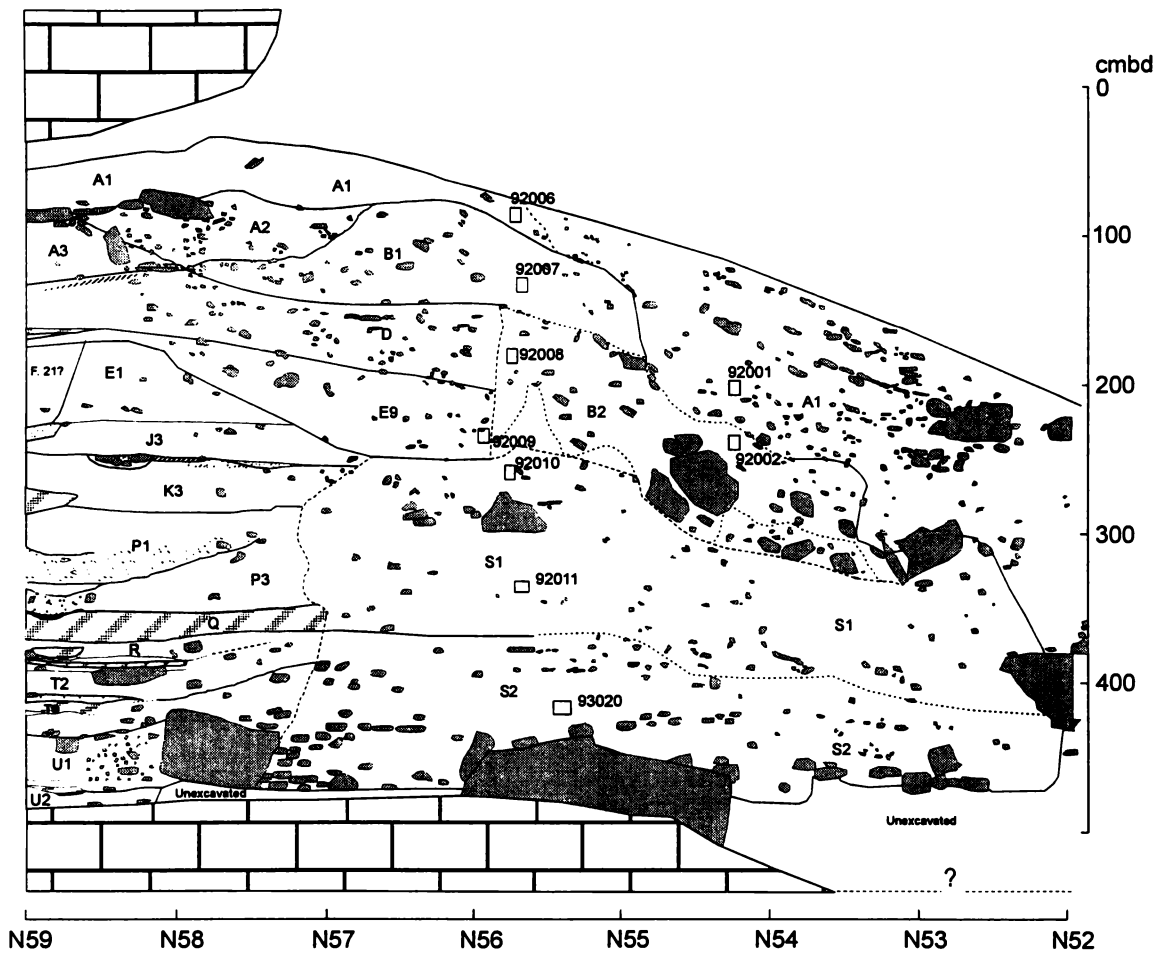 cmbd
0
A1
A1
92006
A3
A2
B1
100
92007
D
92008
F. 21?
E1
92001
200
E9
B2
A1
J3
92009
92002
92010
K3
P1
300
S1
P3
92011
Q
S1
R
T2
S2
400
93020
S2
U1
U2
Unexcavated
Unexcavated
?
N59 N58 N57 N56 N55 N54 N53 N52